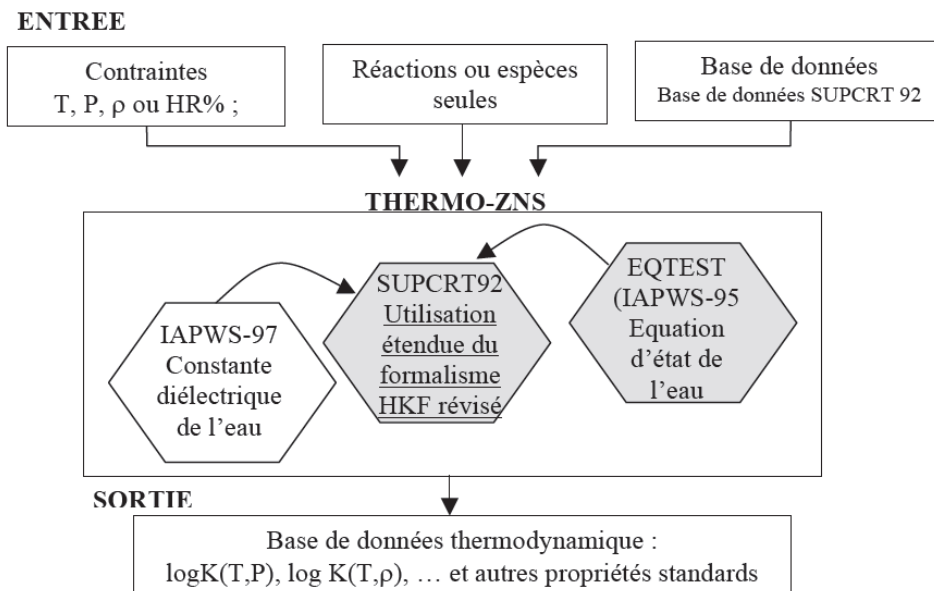 ENTREE
Contraintes
T, P, ρ ou HR% ;
Réactions ou espèces
seules
Base de données
Base de données SUPCRT 92
THERMO-ZNS
IAPWS-97
Constante
diélectrique
de l’eau
SUPCRT92
Utilisation
étendue du
formalisme
HKF révisé
EQTEST
(IAPWS-95
Equation
d’état de
l’eau
SORTIE
Base de données thermodynamique :
logK(T,P), log K(T,ρ), … et autres propriétés standards